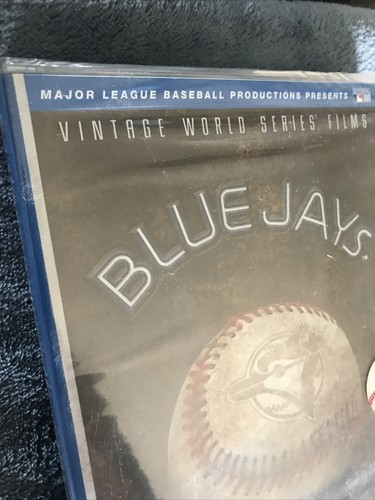 MAJOR LEAGUE BASEBALL PRODUCTIONS PRESENTS
VINTAGE WORLD SERIES FILMS
BLUE JAYS